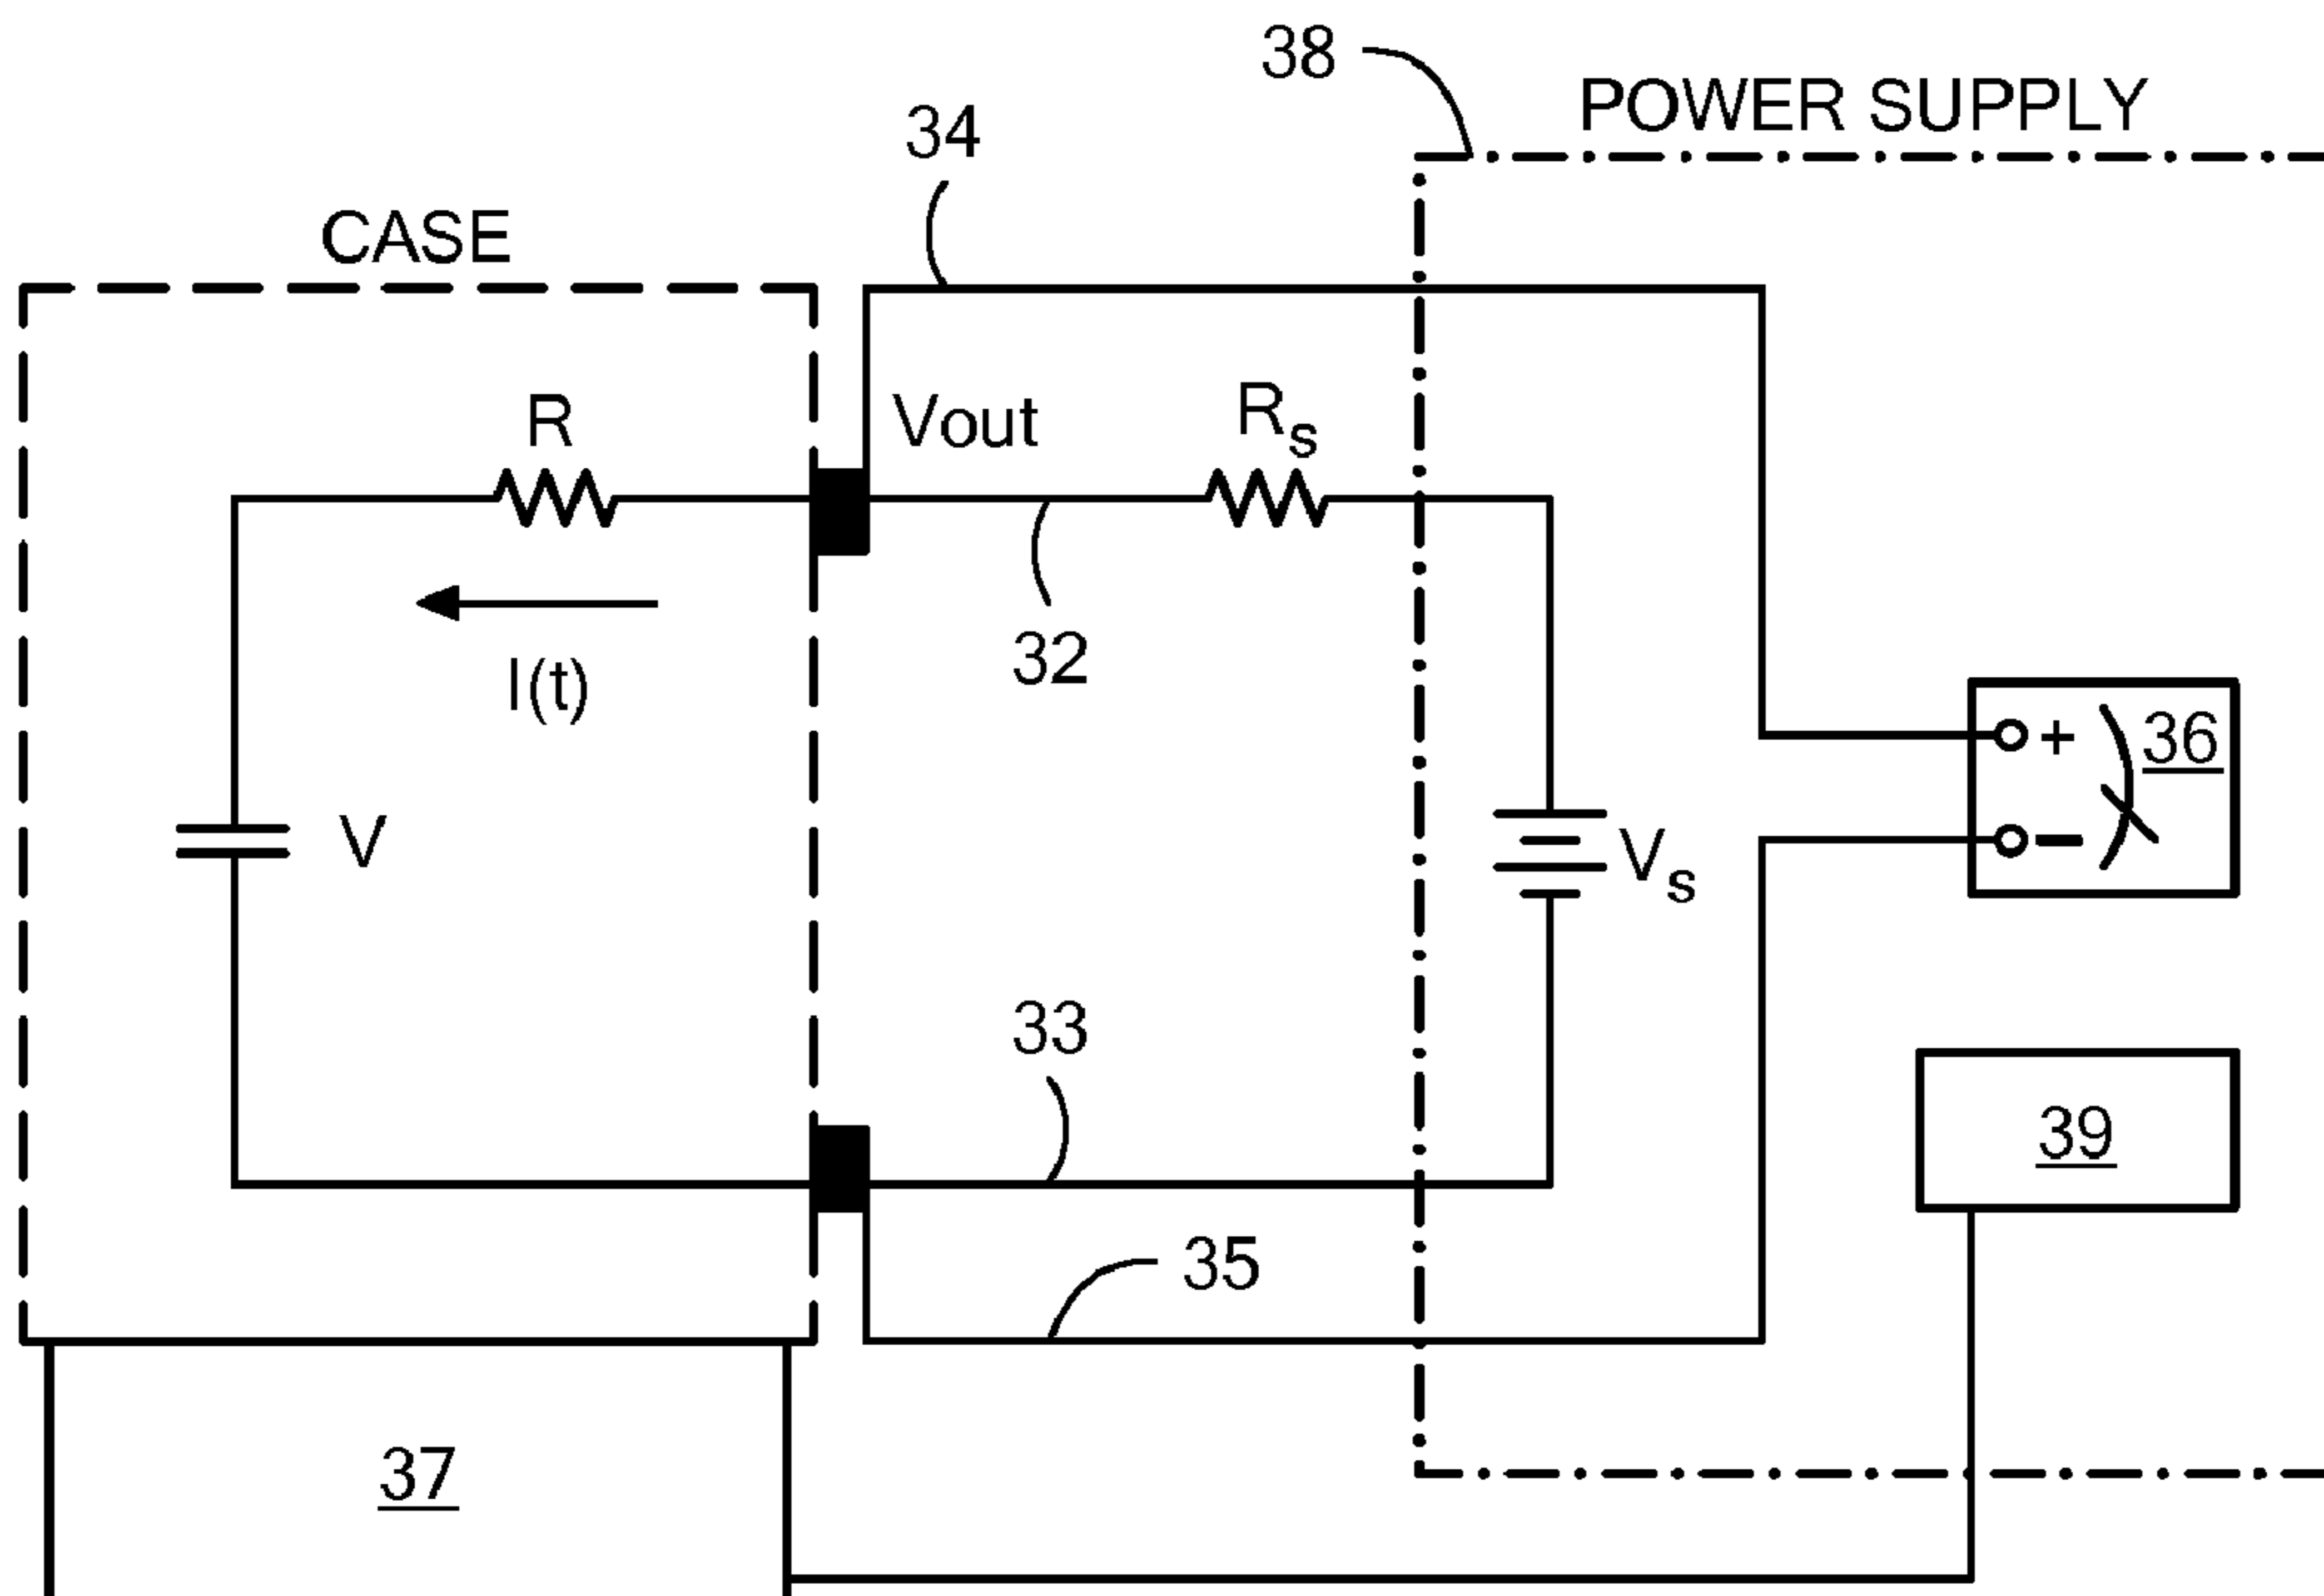 38
POWER SUPPLY
34
CASE
R
Vout
Rs
32
I(t)
36
+
−
V
Vs
33
39
35
37